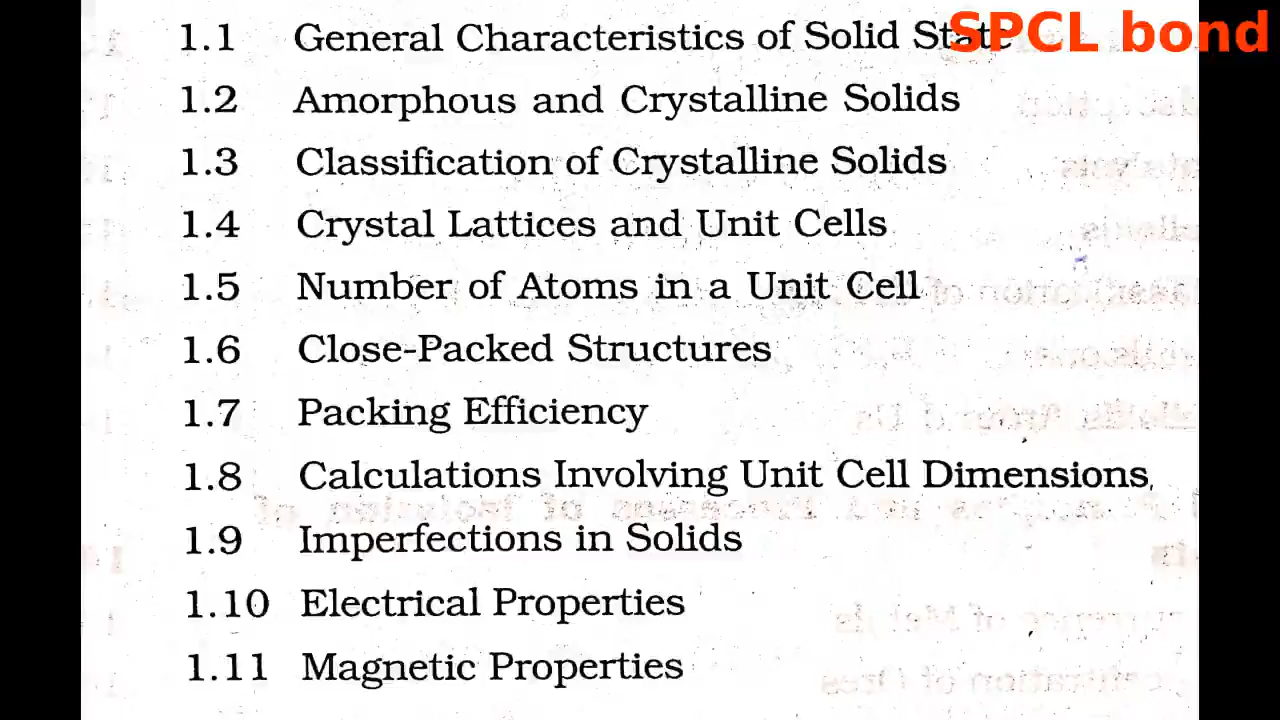 1.1 General Characteristics of Solid State
SPCL bond
1.2 Amorphous and Crystalline Solids
1.3 Classification of Crystalline Solids
1.4 Crystal Lattices and Unit Cells
1.5 Number of Atoms in a Unit Cell
1.6 Close-Packed Structures
1.7 Packing Efficiency
1.8 Calculations Involving Unit Cell Dimensions,
1.9 Imperfections in Solids
1.10 Electrical Properties
1.11 Magnetic Properties